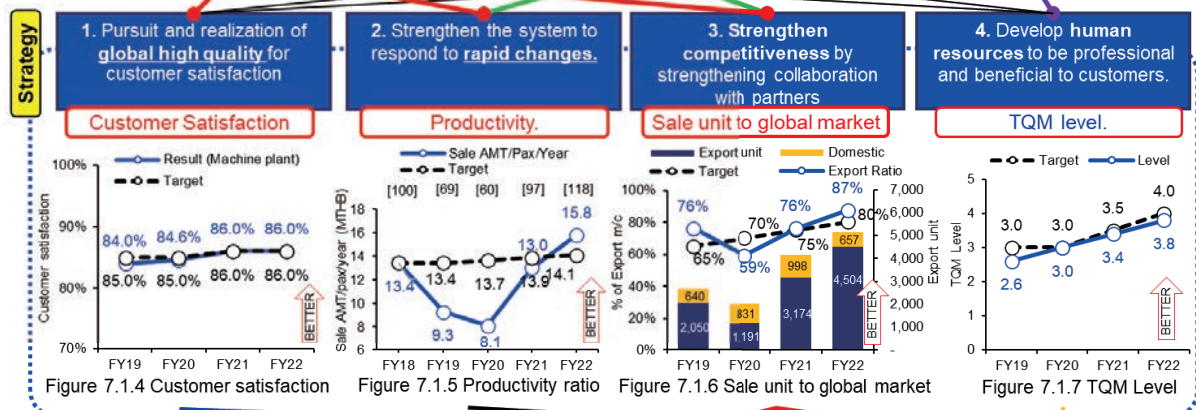 Strategy
1. Pursuit and realization of
global high quality for
customer satisfaction
2. Strengthen the system to
respond to rapid changes.
3. Strengthen
competitiveness by
strengthening collaboration
with partners
4. Develop human
resources to be professional
and beneficial to customers.
Customer Satisfaction
Productivity.
Sale unit to global market
TQM level.
Result (Machine plant)
Target
Customer satisfaction
100%
90%
80%
70%
84.0%
84.6%
86.0%
86.0%
85.0%
85.0%
86.0%
86.0%
BETTER
FY19
FY20
FY21
FY22
Figure 7.1.4 Customer satisfaction
Sale AMT/Pax/Year
Target
[100]
[69]
[60]
[97]
[118]
Sale AMT/pax/year (MTHB)
18
16
14
12
10
8
6
13.4
9.3
8.1
13.0
15.8
13.4
13.7
13.9
14.1
BETTER
FY18
FY19
FY20
FY21
FY22
Figure 7.1.5 Productivity ratio
Export unit
Domestic
Target
Export Ratio
% of Export m/c
100%
80%
60%
40%
20%
0%
76%
59%
76%
87%
65%
70%
75%
80%
640
831
998
657
2,050
1,191
3,174
4,504
7,000
6,000
5,000
4,000
3,000
2,000
1,000
-
Export unit
BETTER
FY19
FY20
FY21
FY22
Figure 7.1.6 Sale unit to global market
Target
Level
TQM Level
5
4
3
2
1
0
3.0
3.0
3.5
4.0
2.6
3.0
3.4
3.8
BETTER
FY19
FY20
FY21
FY22
Figure 7.1.7 TQM Level